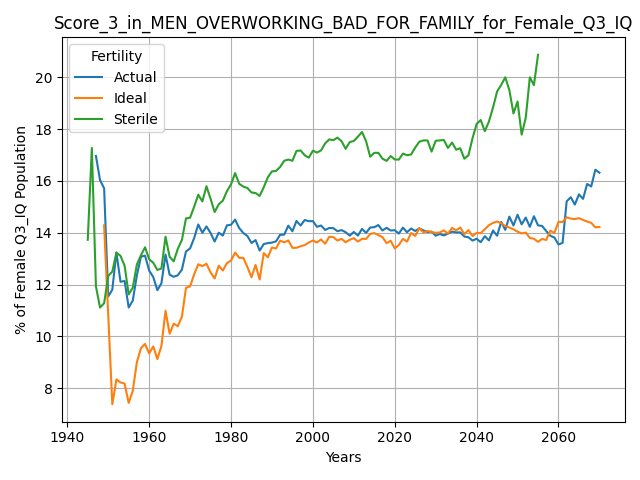 Score_3_in_MEN_OVERWORKING_BAD_FOR_FAMILY_for_Female_Q3_IQ
Fertility
Actual
Ideal
Sterile
% of Female Q3_IQ Population
20
18
16
14
12
10
8
1940 1960 1980 2000 2020 2040 2060
Years